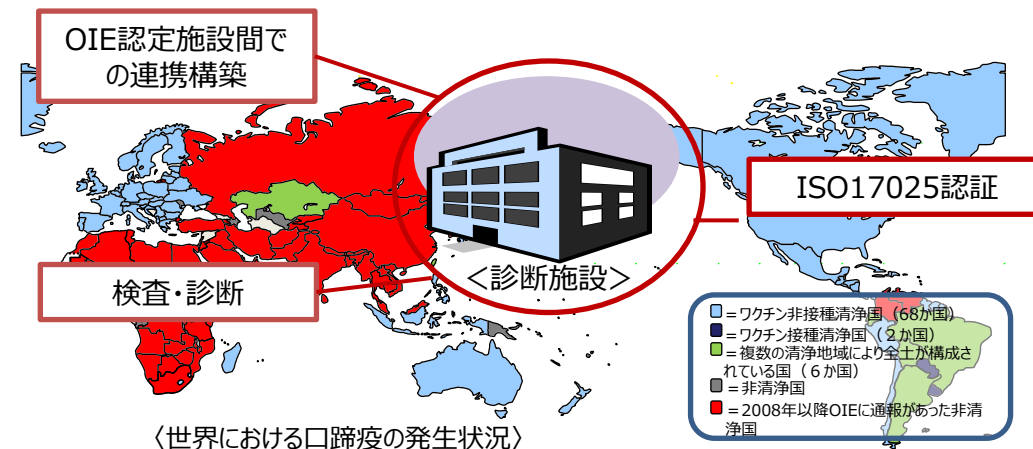 OIE認定施設間で
の連携構築
ISO17025認証
検査・診断
＜診断施設＞
＝ワクチン非接種清浄国（68か国）
＝ワクチン接種清浄国（２か国）
＝複数の清浄地域により全土が構成さ
れている国（６か国）
＝非清浄国
＝2008年以降OIEに通報があった非清
浄国
〈世界における口蹄疫の発生状況〉